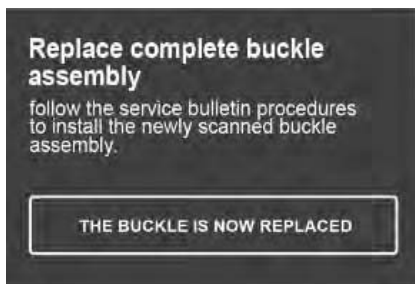 Replace complete buckle
assembly
follow the service bulletin procedures
to install the newly scanned buckle
assembly.
THE BUCKLE IS NOW REPLACED